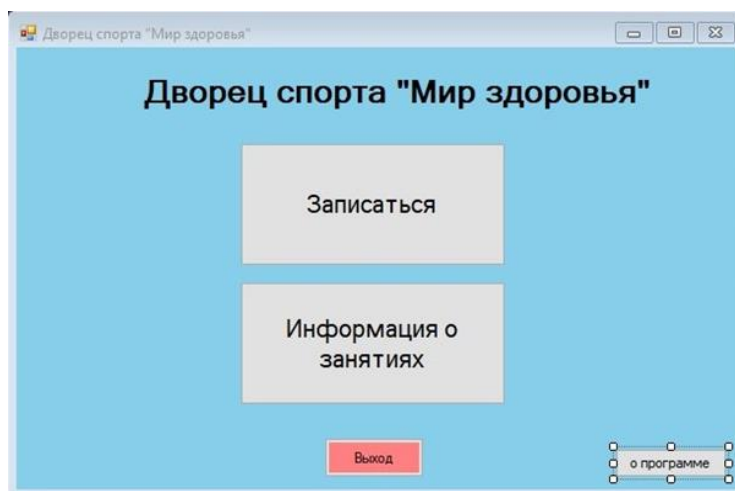 Дворец спорта "Мир здоровья"
Дворец спорта "Мир здоровья"
Записаться
Информация о
занятиях
Выход
о программе